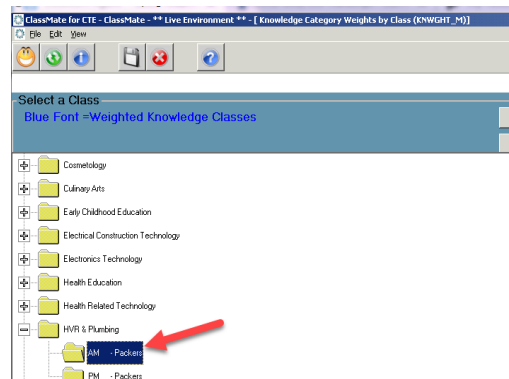 ClassMate for CTE - ClassMate - ** Live Environment ** - [ Knowledge Category Weights by Class (KNWGHT_M)]
File Edit View
Select a Class
Blue Font =Weighted Knowledge Classes
Cosmetology
Culinary Arts
Early Childhood Education
Electrical Construction Technology
Electronics Technology
Health Education
Health Related Technology
HVR & Plumbing
AM - Packers
PM - Packers